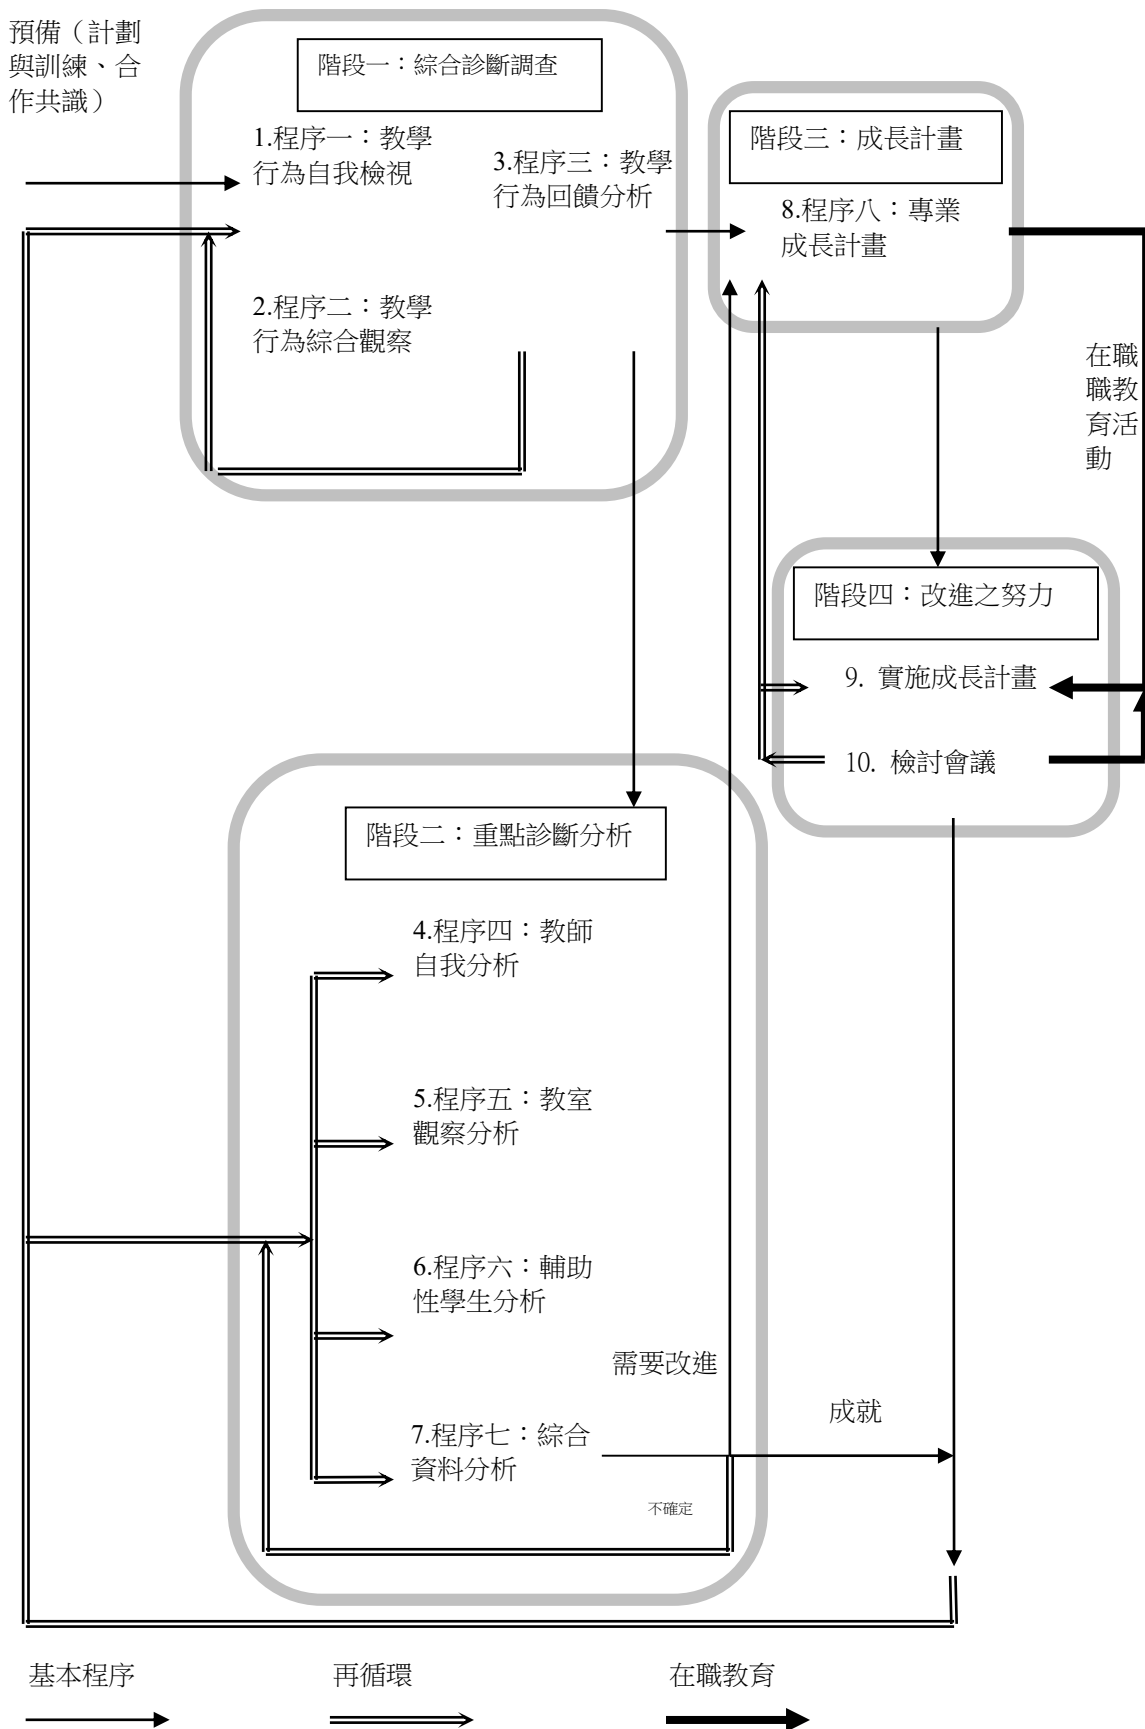 預備（計劃
與訓練、合
作共識）
階段一：綜合診斷調查
1.程序一：教學
行為自我檢視
3.程序三：教學
行為回饋分析
2.程序二：教學
行為綜合觀察
階段三：成長計畫
8.程序八：專業
成長計畫
在職
職教
育活
動
階段四：改進之努力
9. 實施成長計畫
10. 檢討會議
階段二：重點診斷分析
4.程序四：教師
自我分析
5.程序五：教室
觀察分析
6.程序六：輔助
性學生分析
需要改進
成就
7.程序七：綜合
資料分析
不確定
基本程序
再循環
在職教育